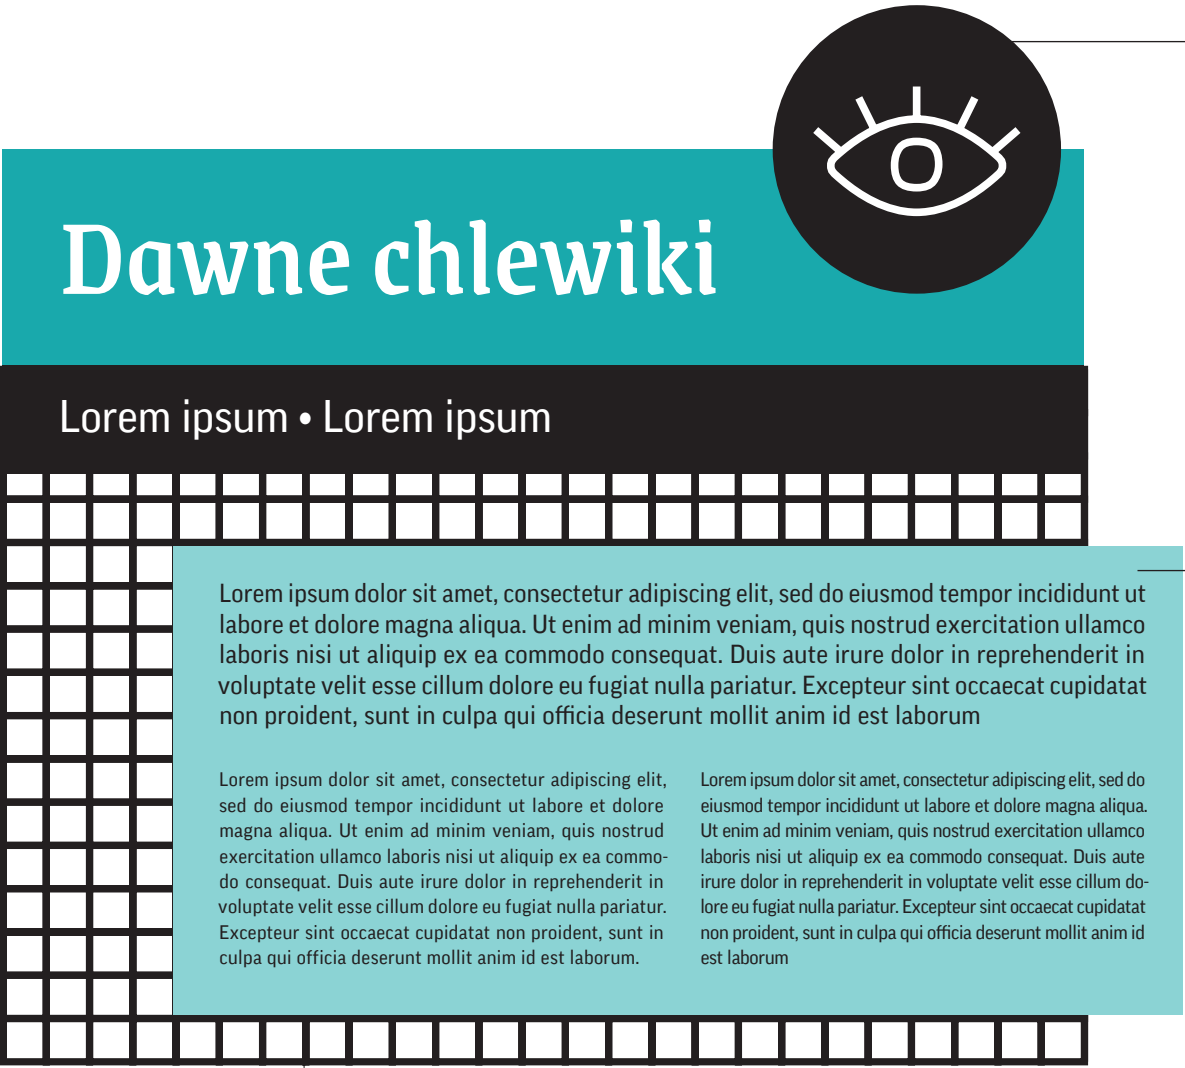 Dawne chlewiki
Lorem ipsum • Lorem ipsum
Lorem ipsum dolor sit amet, consectetur adipiscing elit, sed do eiusmod tempor incididunt ut
labore et dolore magna aliqua. Ut enim ad minim veniam, quis nostrud exercitation ullamco
laboris nisi ut aliquip ex ea commodo consequat. Duis aute irure dolor in reprehenderit in
voluptate velit esse cillum dolore eu fugiat nulla pariatur. Excepteur sint occaecat cupidatat
non proident, sunt in culpa qui officia deserunt mollit anim id est laborum
Lorem ipsum dolor sit amet, consectetur adipiscing elit,
sed do eiusmod tempor incididunt ut labore et dolore
magna aliqua. Ut enim ad minim veniam, quis nostrud
exercitation ullamco laboris nisi ut aliquip ex ea commo-
do consequat. Duis aute irure dolor in reprehenderit in
voluptate velit esse cillum dolore eu fugiat nulla pariatur.
Excepteur sint occaecat cupidatat non proident, sunt in
culpa qui officia deserunt mollit anim id est laborum.
Lorem ipsum dolor sit amet, consectetur adipiscing elit, sed do
eiusmod tempor incididunt ut labore et dolore magna aliqua.
Ut enim ad minim veniam, quis nostrud exercitation ullamco
laboris nisi ut aliquip ex ea commodo consequat. Duis aute
irure dolor in reprehenderit in voluptate velit esse cillum do-
lore eu fugiat nulla pariatur. Excepteur sint occaecat cupidatat
non proident, sunt in culpa qui officia deserunt mollit anim id
est laborum